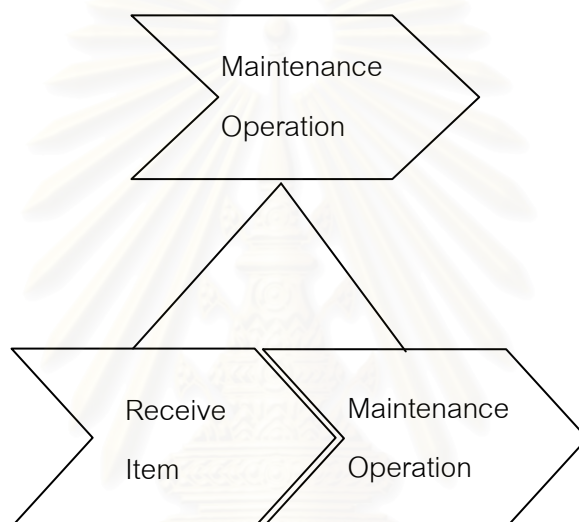 Maintenance
Operation
Receive
Item
Maintenance
Operation